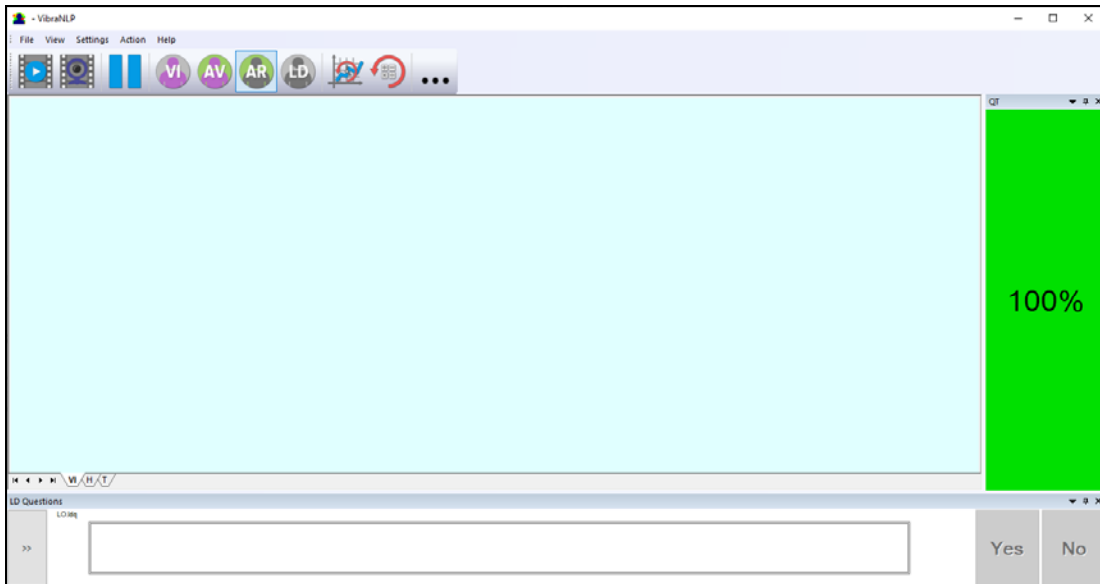 - VibraNLP
File View Settings Action Help
VI AV AR LD ...
QT
100%
VI H T
LD Questions
>>
Yes No